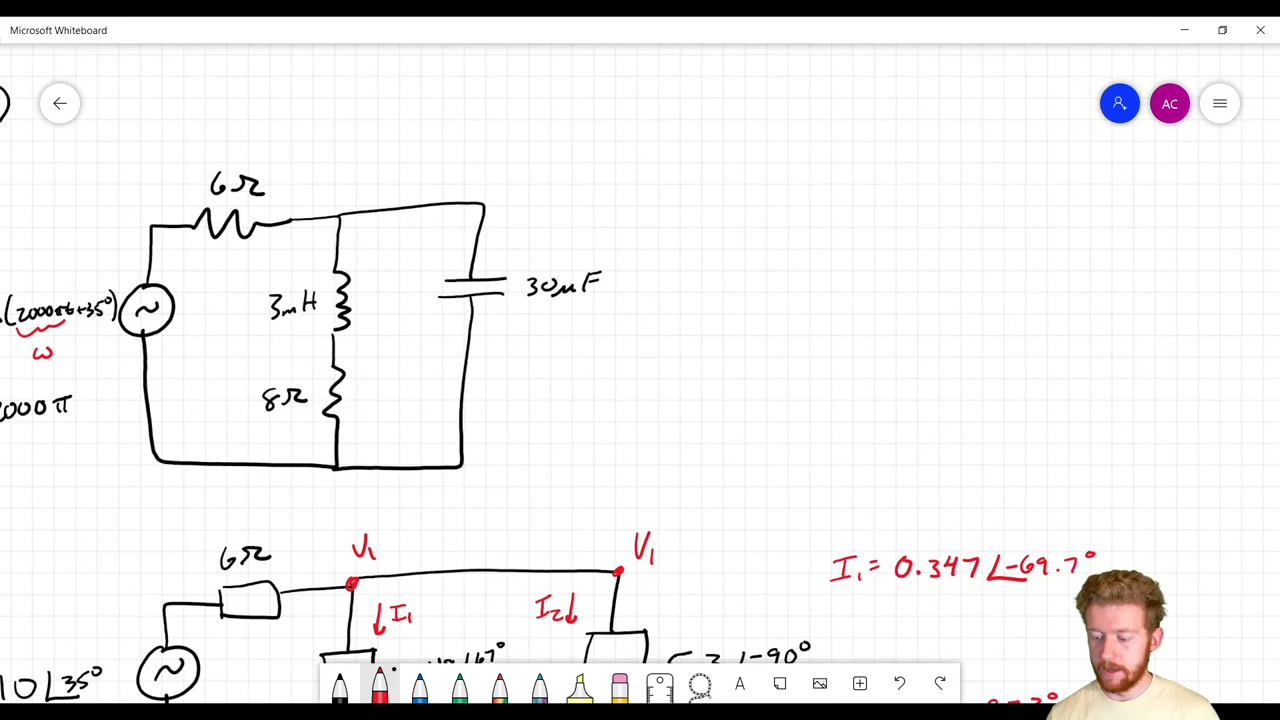 Microsoft Whiteboard
AC
6Ω
(2000πt+35°)
ω
3mH
30μF
8Ω
000π
6Ω
V₁
V₁
I₁
I₂
I₁ = 0.347∠-69.7°
10∠35°
∠67°
∠-90°
A